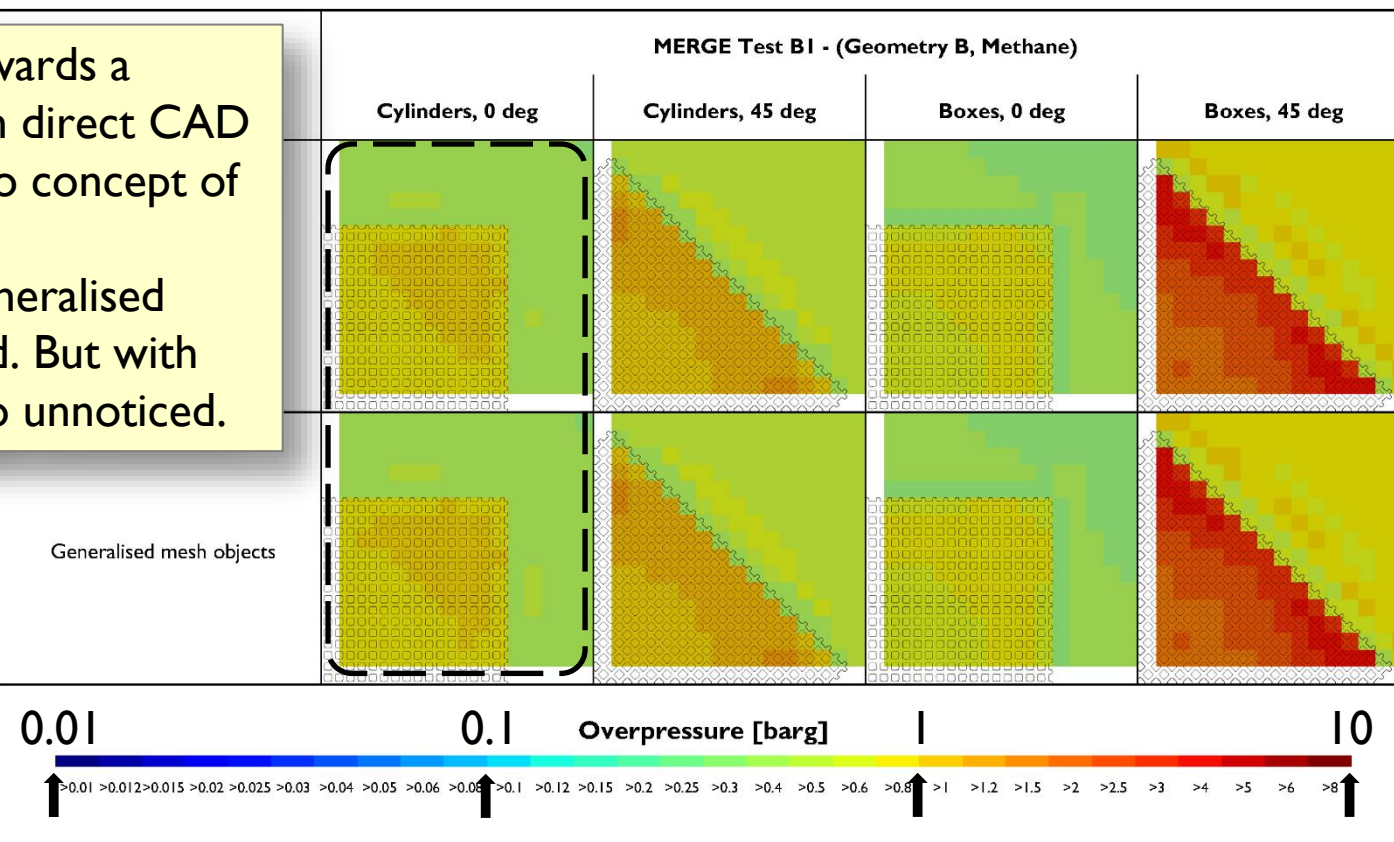 wards a
direct CAD
o concept of
neralised
d. But with
o unnoticed.
MERGE Test B1 - (Geometry B, Methane)
Cylinders, 0 deg
Cylinders, 45 deg
Boxes, 0 deg
Boxes, 45 deg
Generalised mesh objects
0.01
0.1
Overpressure [barg]
1
10
>0.01 >0.012 >0.015 >0.02 >0.025 >0.03 >0.04 >0.05 >0.06 >0.08 >0.1 >0.12 >0.15 >0.2 >0.25 >0.3 >0.4 >0.5 >0.6 >0.8 >1 >1.2 >1.5 >2 >2.5 >3 >4 >5 >6 >8